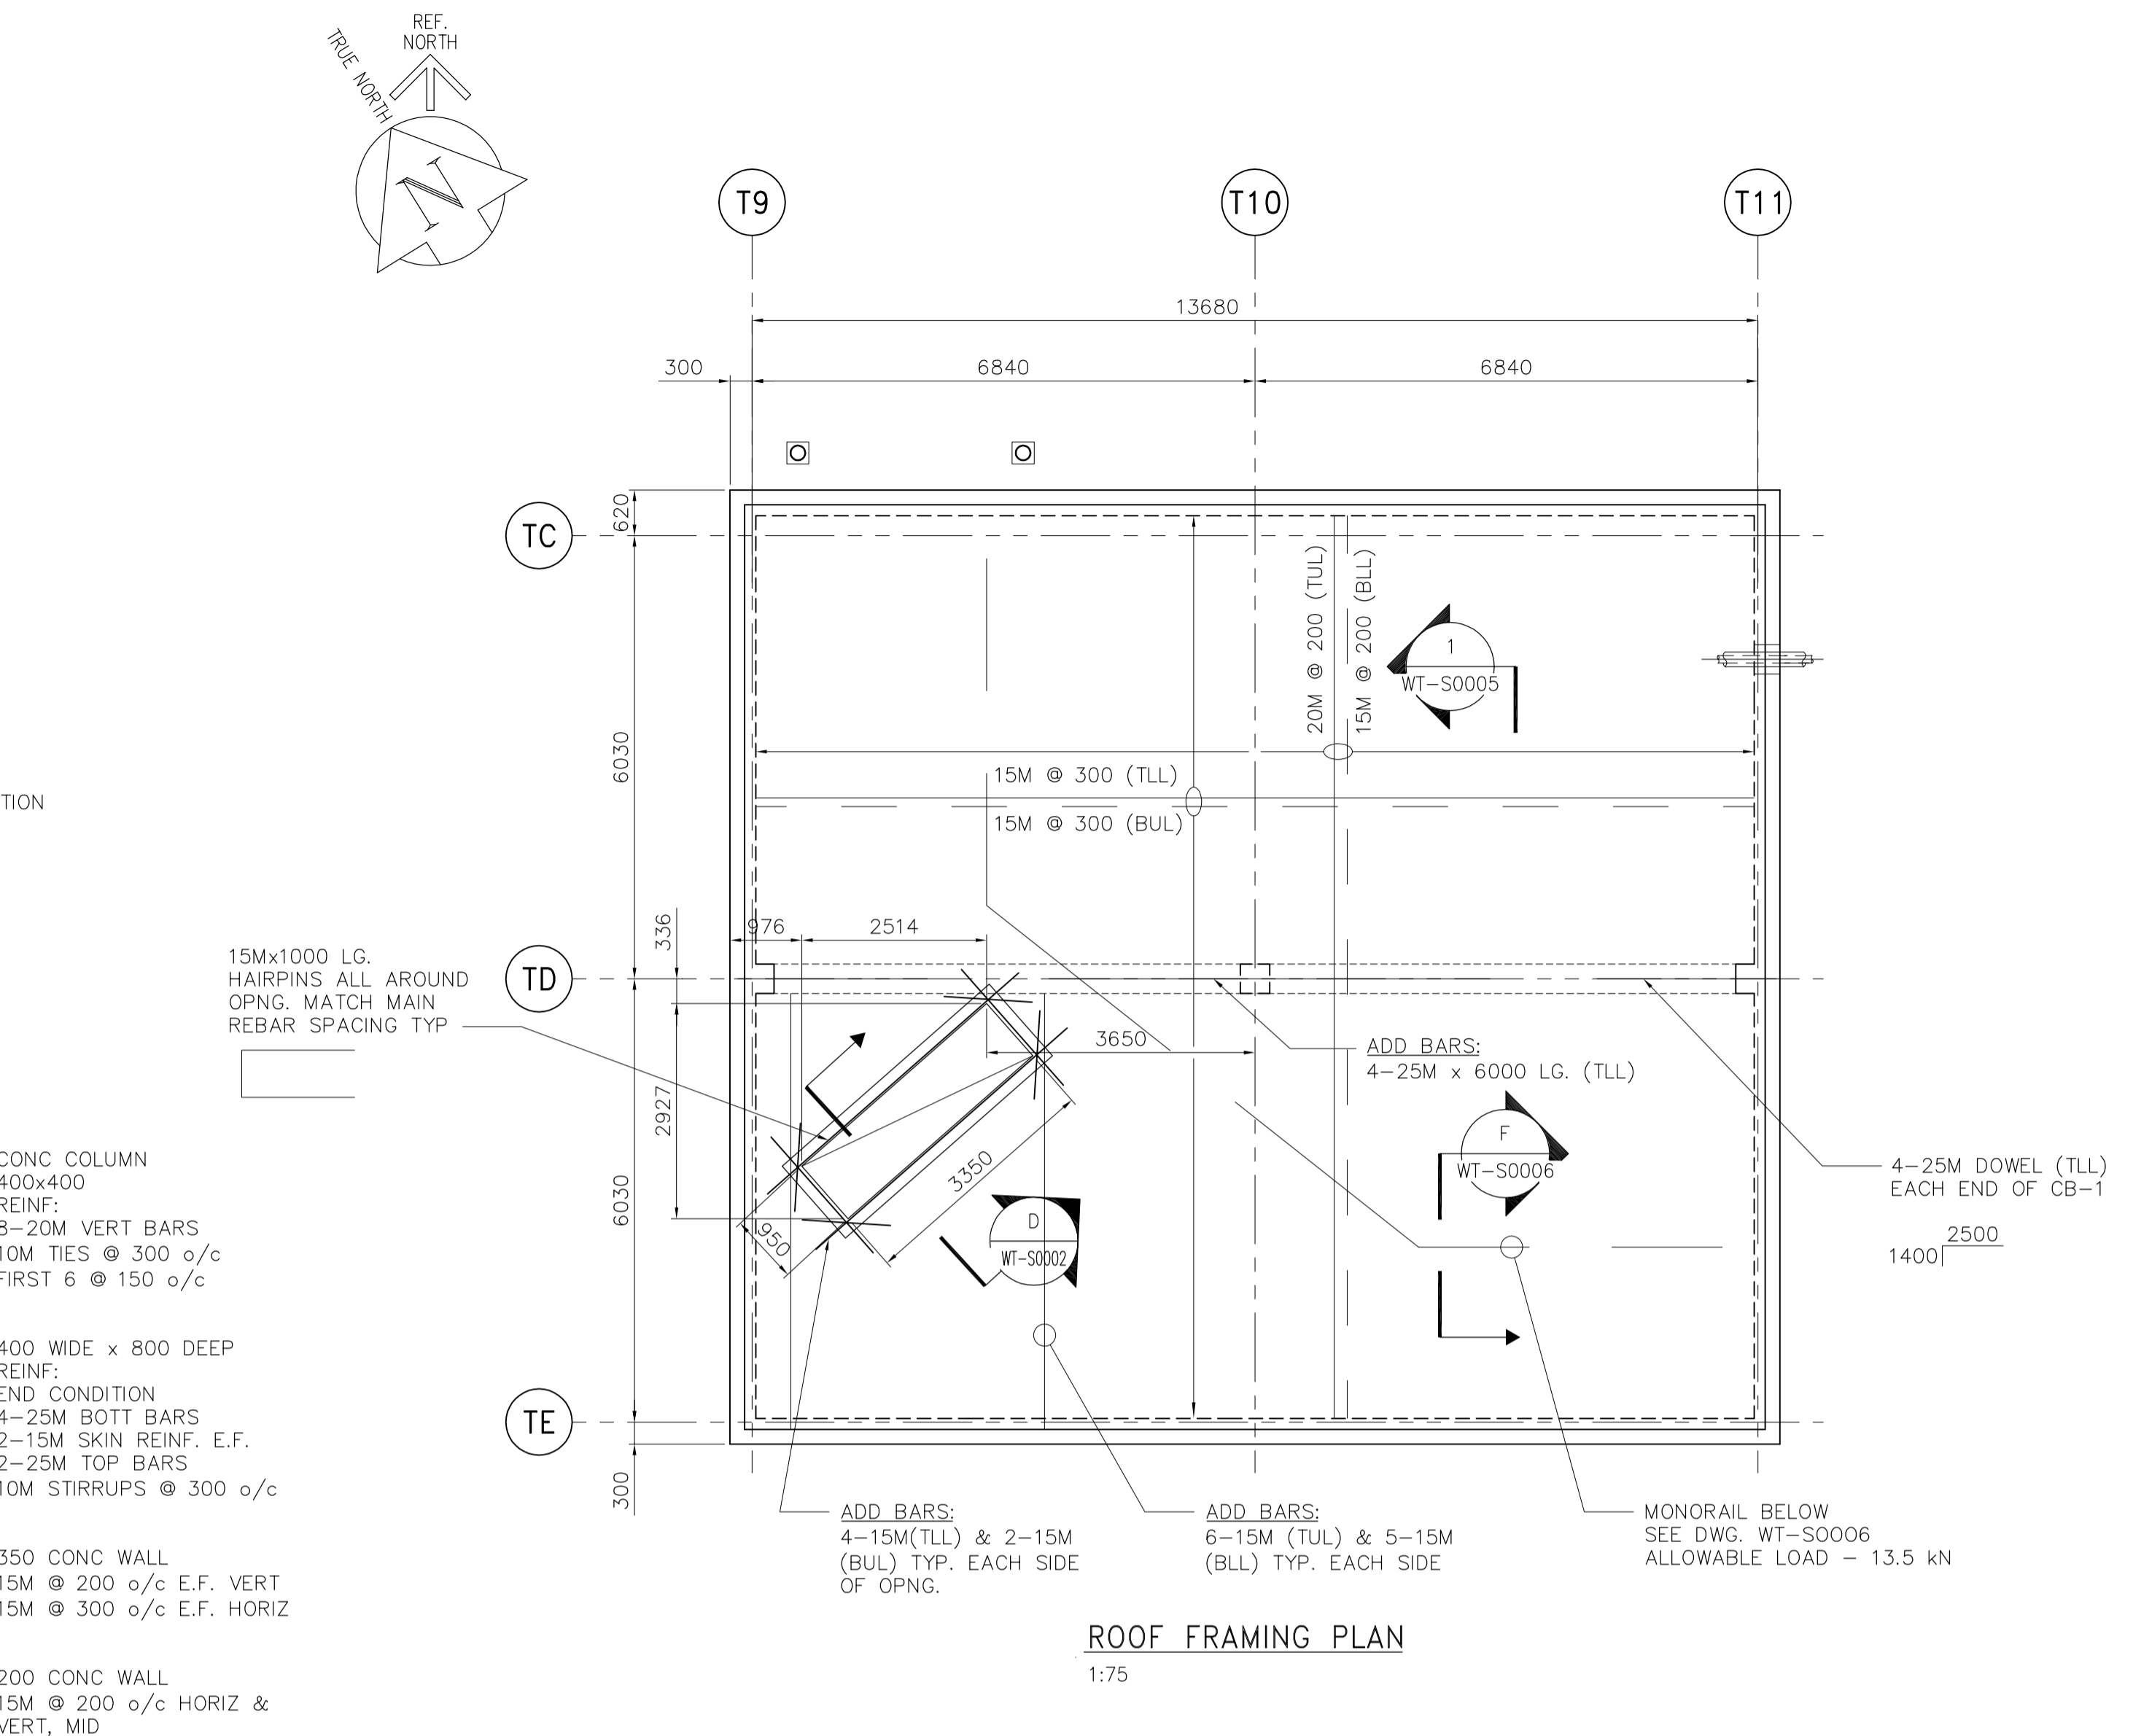 REF.
NORTH
TRUE NORTH
N
T9
T10
T11
13680
300
6840
6840
620
TC
6030
20M @ 200 (TUL)
15M @ 200 (BLL)
1
WT-S0005
15M @ 300 (TLL)
15M @ 300 (BUL)
TION
336
976
2514
TD
15Mx1000 LG.
HAIRPINS ALL AROUND
OPNG. MATCH MAIN
REBAR SPACING TYP
3650
ADD BARS:
4-25M x 6000 LG. (TLL)
2927
3350
950
F
WT-S0006
D
WT-S0002
4-25M DOWEL (TLL)
EACH END OF CB-1
2500
1400
6030
TE
300
CONC COLUMN
400x400
REINF:
8-20M VERT BARS
10M TIES @ 300 o/c
FIRST 6 @ 150 o/c
400 WIDE x 800 DEEP
REINF:
END CONDITION
4-25M BOTT BARS
2-15M SKIN REINF. E.F.
2-25M TOP BARS
10M STIRRUPS @ 300 o/c
350 CONC WALL
15M @ 200 o/c E.F. VERT
15M @ 300 o/c E.F. HORIZ
200 CONC WALL
15M @ 200 o/c HORIZ &
VERT, MID
ADD BARS:
4-15M(TLL) & 2-15M
(BUL) TYP. EACH SIDE
OF OPNG.
ADD BARS:
6-15M (TUL) & 5-15M
(BLL) TYP. EACH SIDE
MONORAIL BELOW
SEE DWG. WT-S0006
ALLOWABLE LOAD - 13.5 kN
ROOF FRAMING PLAN
1:75